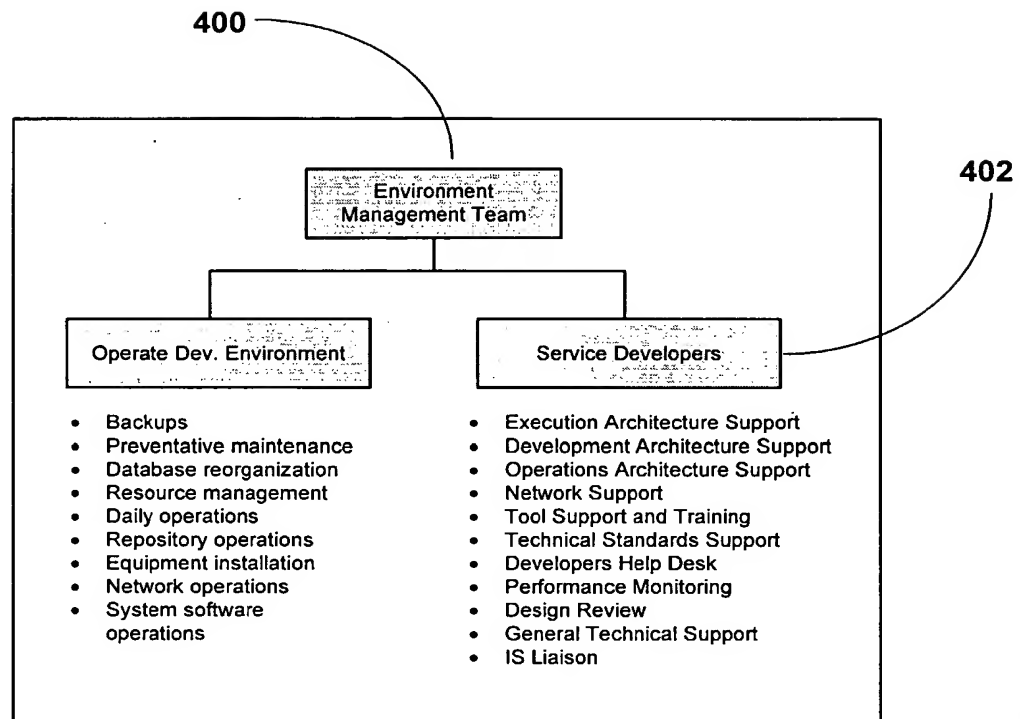 400
402
Environment
Management Team
Operate Dev. Environment
Service Developers
• Backups
• Preventative maintenance
• Database reorganization
• Resource management
• Daily operations
• Repository operations
• Equipment installation
• Network operations
• System software
operations
• Execution Architecture Support
• Development Architecture Support
• Operations Architecture Support
• Network Support
• Tool Support and Training
• Technical Standards Support
• Developers Help Desk
• Performance Monitoring
• Design Review
• General Technical Support
• IS Liaison